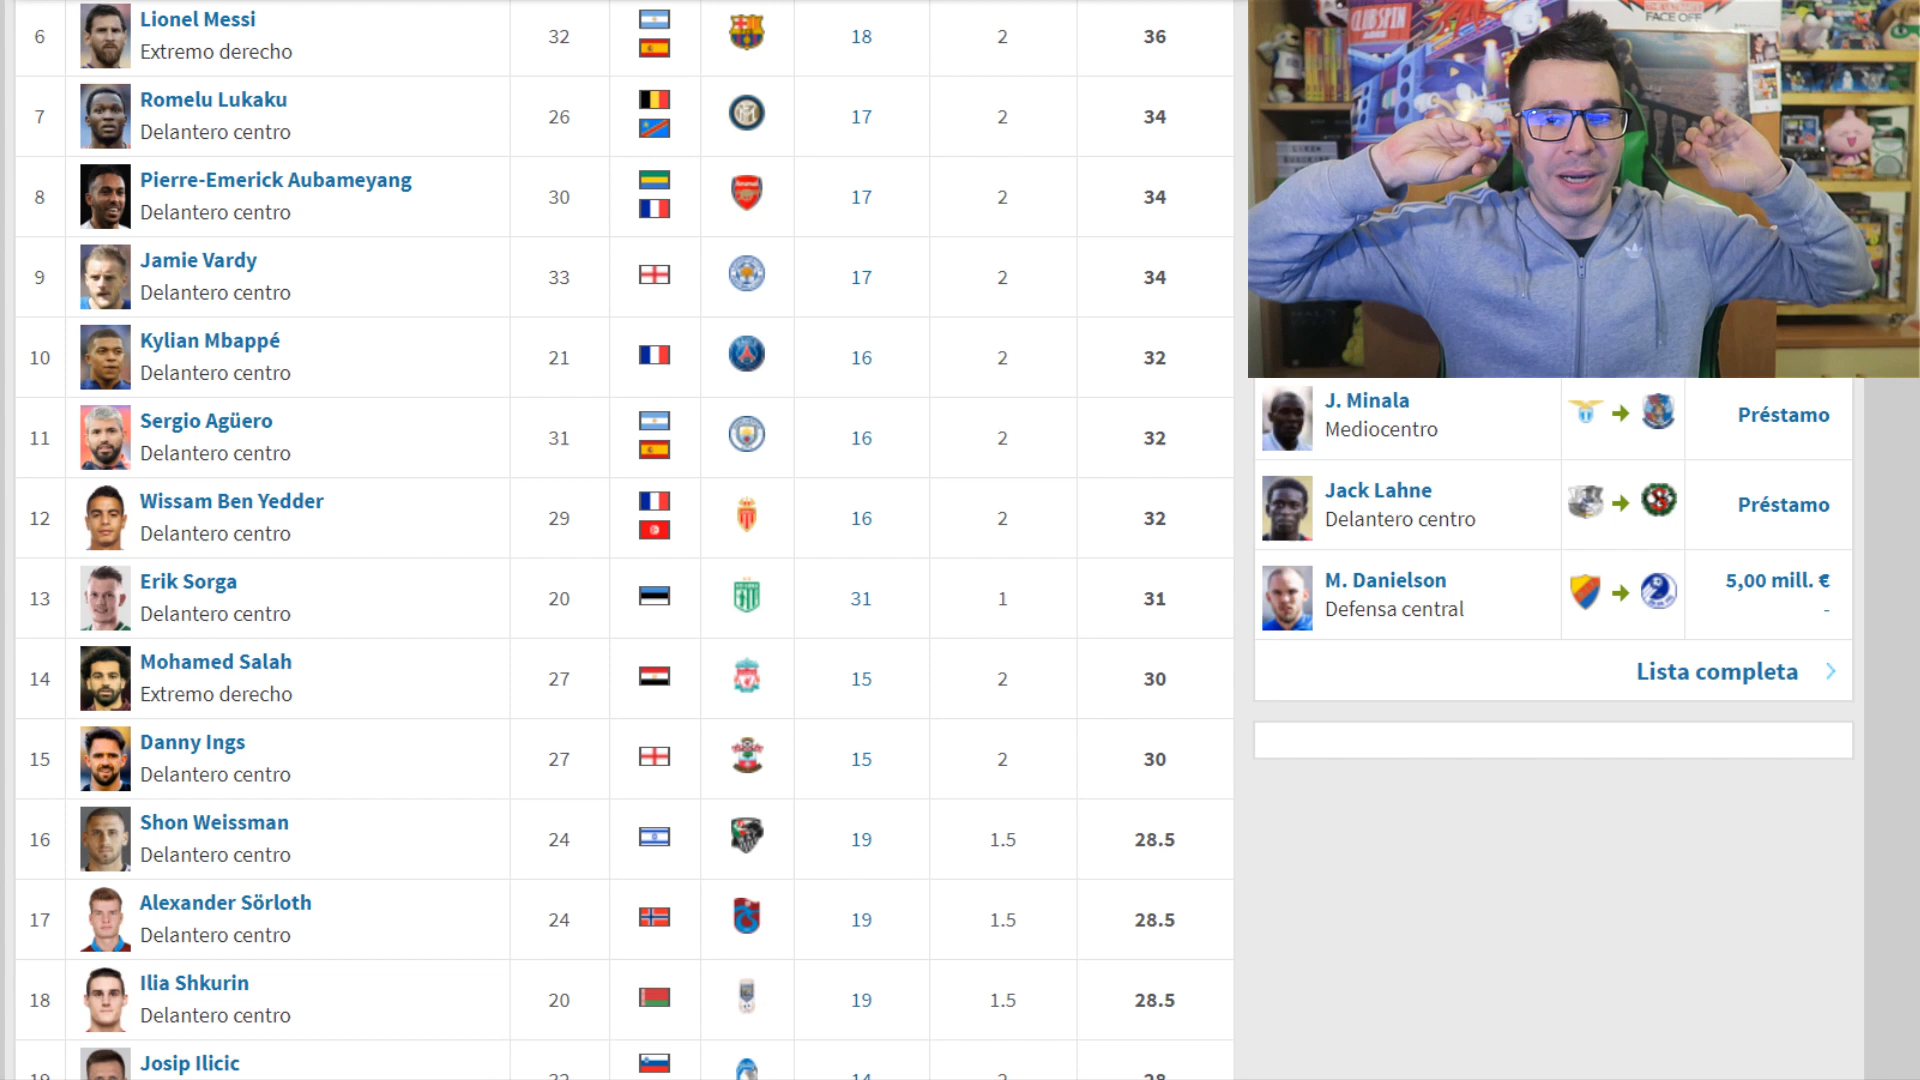 6 Lionel Messi 32 18 2 36
Extremo derecho
7 Romelu Lukaku 26 17 2 34
Delantero centro
8 Pierre-Emerick Aubameyang 30 17 2 34
Delantero centro
9 Jamie Vardy 33 17 2 34
Delantero centro
10 Kylian Mbappé 21 16 2 32
Delantero centro
11 Sergio Agüero 31 16 2 32
Delantero centro
12 Wissam Ben Yedder 29 16 2 32
Delantero centro
13 Erik Sorga 20 31 1 31
Delantero centro
14 Mohamed Salah 27 15 2 30
Extremo derecho
15 Danny Ings 27 15 2 30
Delantero centro
16 Shon Weissman 24 19 1.5 28.5
Delantero centro
17 Alexander Sörloth 24 19 1.5 28.5
Delantero centro
18 Ilia Shkurin 20 19 1.5 28.5
Delantero centro
Josip Ilicic
CLUB SPIN
FACE OFF
J. Minala Préstamo
Mediocentro
Jack Lahne Préstamo
Delantero centro
M. Danielson 5,00 mill. €
Defensa central -
Lista completa